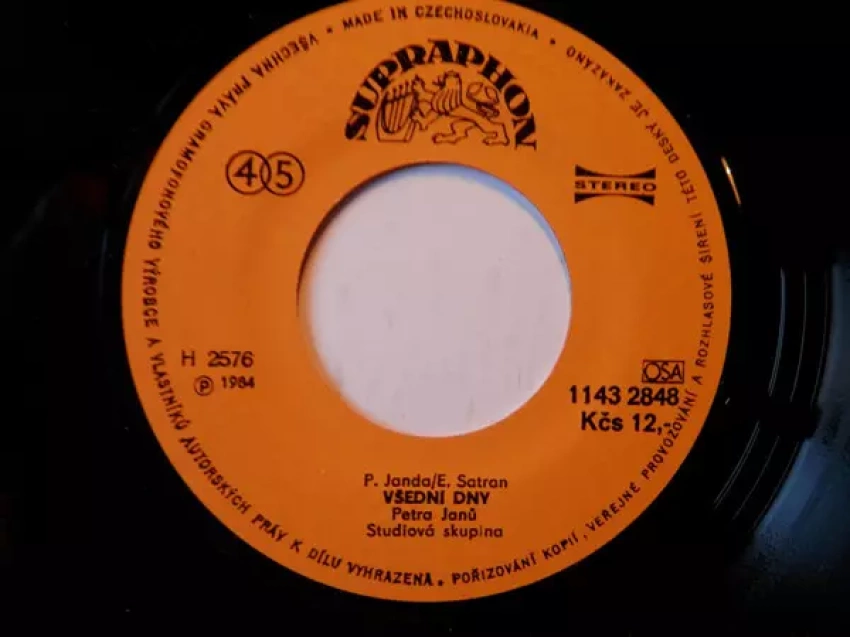 • MADE IN CZECHOSLOVAKIA •
VŠECHNA PRÁVA GRAMOFONOVÉHO VÝROBCE A VLASTNÍKŮ AUTORSKÝCH PRÁV K DÍLU VYHRAZENA. • POŘIZOVÁNÍ KOPIÍ, VEŘEJNÉ PROVOZOVÁNÍ A ROZHLASOVÉ ŠÍŘENÍ TÉTO DESKY JE ZAKÁZÁNO
SUPRAPHON
45
STEREO
H 2576
Ⓟ 1984
OSA
1143 2848
Kčs 12,-
P. Janda/E. Satran
VŠEDNÍ DNY
Petra Janů
Studiová skupina